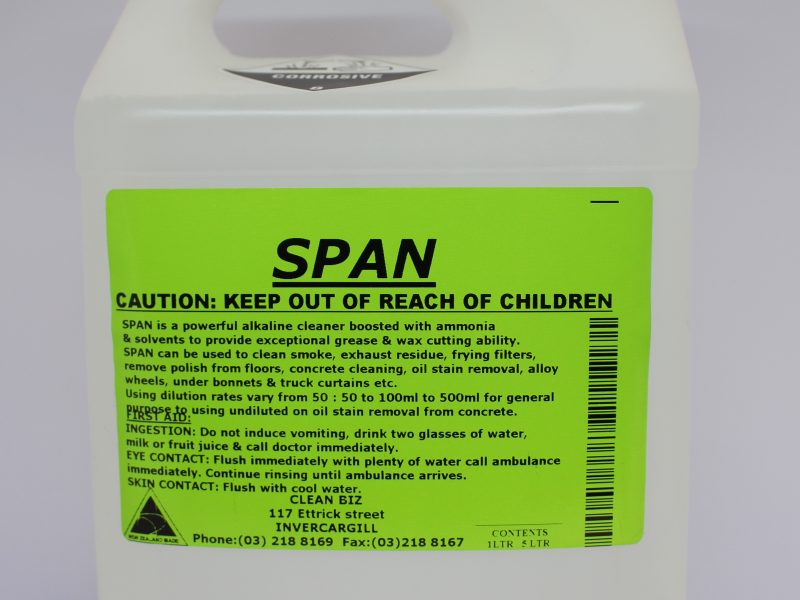 CORROSIVE
8
SPAN
CAUTION: KEEP OUT OF REACH OF CHILDREN
SPAN is a powerful alkaline cleaner boosted with ammonia
& solvents to provide exceptional grease & wax cutting ability.
SPAN can be used to clean smoke, exhaust residue, frying filters,
remove polish from floors, concrete cleaning, oil stain removal, alloy
wheels, under bonnets & truck curtains etc.
Using dilution rates vary from 50 : 50 to 100ml to 500ml for general
purpose to using undiluted on oil stain removal from concrete.
FIRST AID:
INGESTION: Do not induce vomiting, drink two glasses of water,
milk or fruit juice & call doctor immediately.
EYE CONTACT: Flush immediately with plenty of water call ambulance
immediately. Continue rinsing until ambulance arrives.
SKIN CONTACT: Flush with cool water.
CLEAN BIZ
117 Ettrick street
INVERCARGILL
Phone:(03) 218 8169 Fax:(03)218 8167
NEW ZEALAND MADE
CONTENTS
1LTR 5 LTR